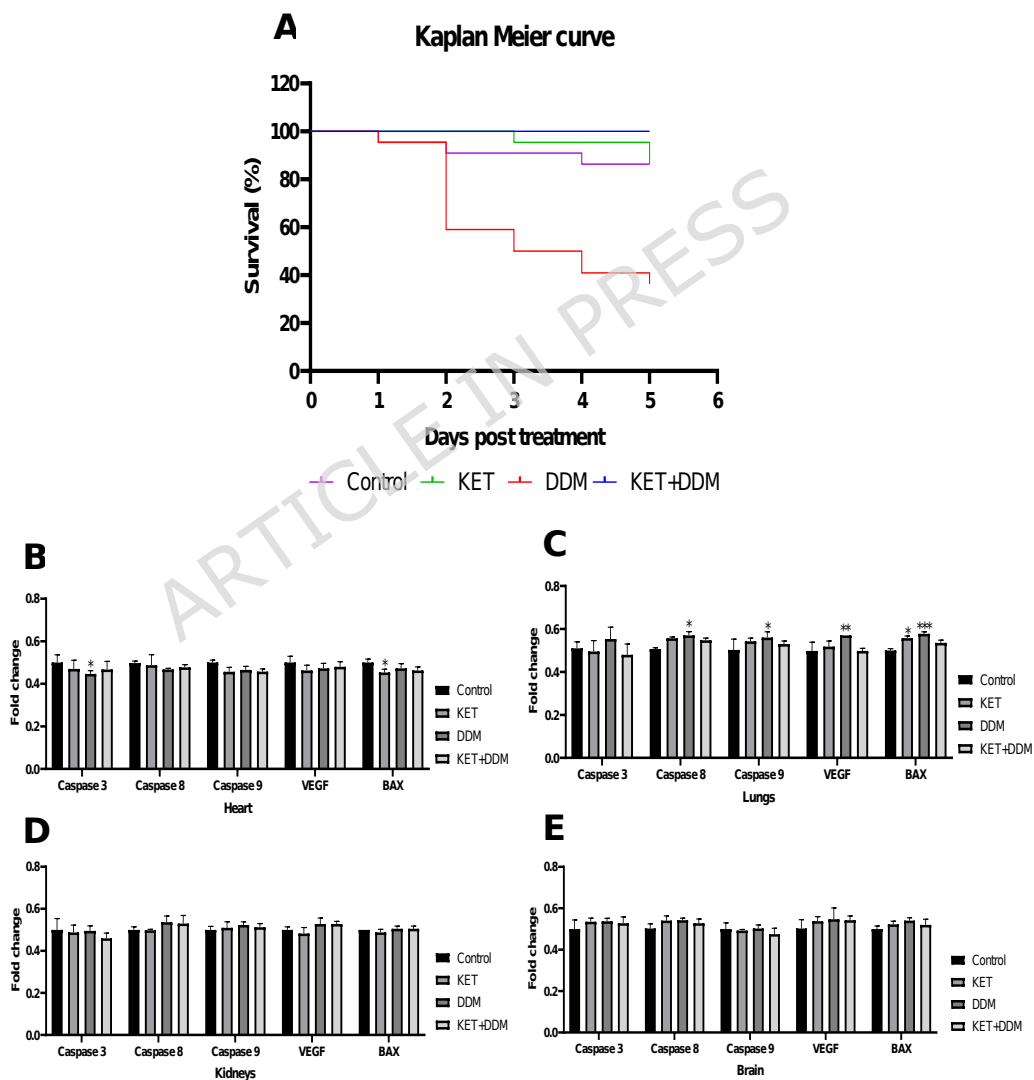 A
Kaplan Meier curve
120
100
80
60
40
20
0
Survival (%)
0 1 2 3 4 5 6
Days post treatment
Control KET DDM KET+DDM
ARTICLE IN PRESS
B
0.8
0.6
0.4
0.2
0.0
Fold change
*
*
Caspase 3 Caspase 8 Caspase 9 VEGF BAX
Heart
Control
KET
DDM
KET+DDM
C
0.8
0.6
0.4
0.2
0.0
Fold change
* * ** * ***
Caspase 3 Caspase 8 Caspase 9 VEGF BAX
Lungs
Control
KET
DDM
KET+DDM
D
0.8
0.6
0.4
0.2
0.0
Fold change
Caspase 3 Caspase 8 Caspase 9 VEGF BAX
Kidneys
Control
KET
DDM
KET+DDM
E
0.8
0.6
0.4
0.2
0.0
Fold change
Caspase 3 Caspase 8 Caspase 9 VEGF BAX
Brain
Control
KET
DDM
KET+DDM